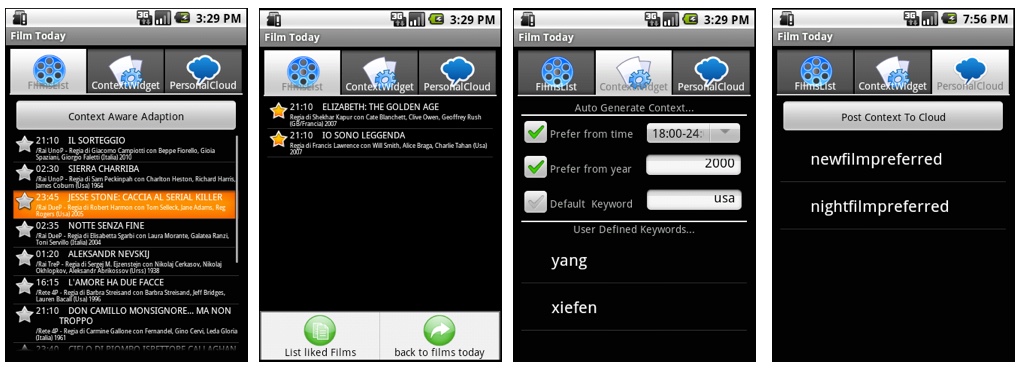 3G 3:29 PM
Film Today
FilmsList ContextWidget PersonalCloud
Context Aware Adaption
21:10 IL SORTEGGIO
/Rai UnoP - Regia di Giacomo Campiotti con Beppe Fiorello, Gioia
Spaziani, Giorgio Faletti (Italia) 2010
02:30 SIERRA CHARRIBA
/Rai UnoP - Regia di Sam Peckinpah con Charlton Heston, Richard Harris,
James Coburn (Usa) 1964
23:45 JESSE STONE: CACCIA AL SERIAL KILLER
/Rai DueP - Regia di Robert Harmon con Tom Selleck, Jane Adams, Reg
Rogers (Usa) 2005
02:35 NOTTE SENZA FINE
/Rai DueP - Regia di Elisabetta Sgarbi con Laura Morante, Galatea Ranzi,
Toni Servillo (Italia) 2004
01:20 ALEKSANDR NEVSKIJ
/Rai TreP - Regia di Sergej M. Ejzenstein con Nikolaj Cerkasov, Nikolaj
Okhlopkov, Aleksandr Abrikossov (Urss) 1938
16:15 L'AMORE HA DUE FACCE
/Rete 4P - Regia di Barbra Streisand con Barbra Streisand, Jeff Bridges,
Lauren Bacall (Usa) 1996
21:10 DON CAMILLO MONSIGNORE... MA NON
TROPPO
/Rete 4P - Regia di Carmine Gallone con Fernandel, Gino Cervi, Leda Gloria
(Italia) 1961
23:40 CIELO DI PIOMBO ISPETTORE CALLAGHAN
3G 3:29 PM
Film Today
FilmsList ContextWidget PersonalCloud
21:10 ELIZABETH: THE GOLDEN AGE
Regia di Shekhar Kapur con Cate Blanchett, Clive Owen, Geoffrey Rush
(GB/Francia) 2007
21:10 IO SONO LEGGENDA
Regia di Francis Lawrence con Will Smith, Alice Braga, Charlie Tahan (Usa)
2007
List liked Films back to films today
3G 3:29 PM
Film Today
FilmsList ContextWidget PersonalCloud
Auto Generate Context...
Prefer from time 18:00-24:
Prefer from year 2000
Default Keyword usa
User Defined Keywords...
yang
xiefen
3G 7:56 PM
Film Today
FilmsList ContextWidget PersonalCloud
Post Context To Cloud
newfilmpreferred
nightfilmpreferred